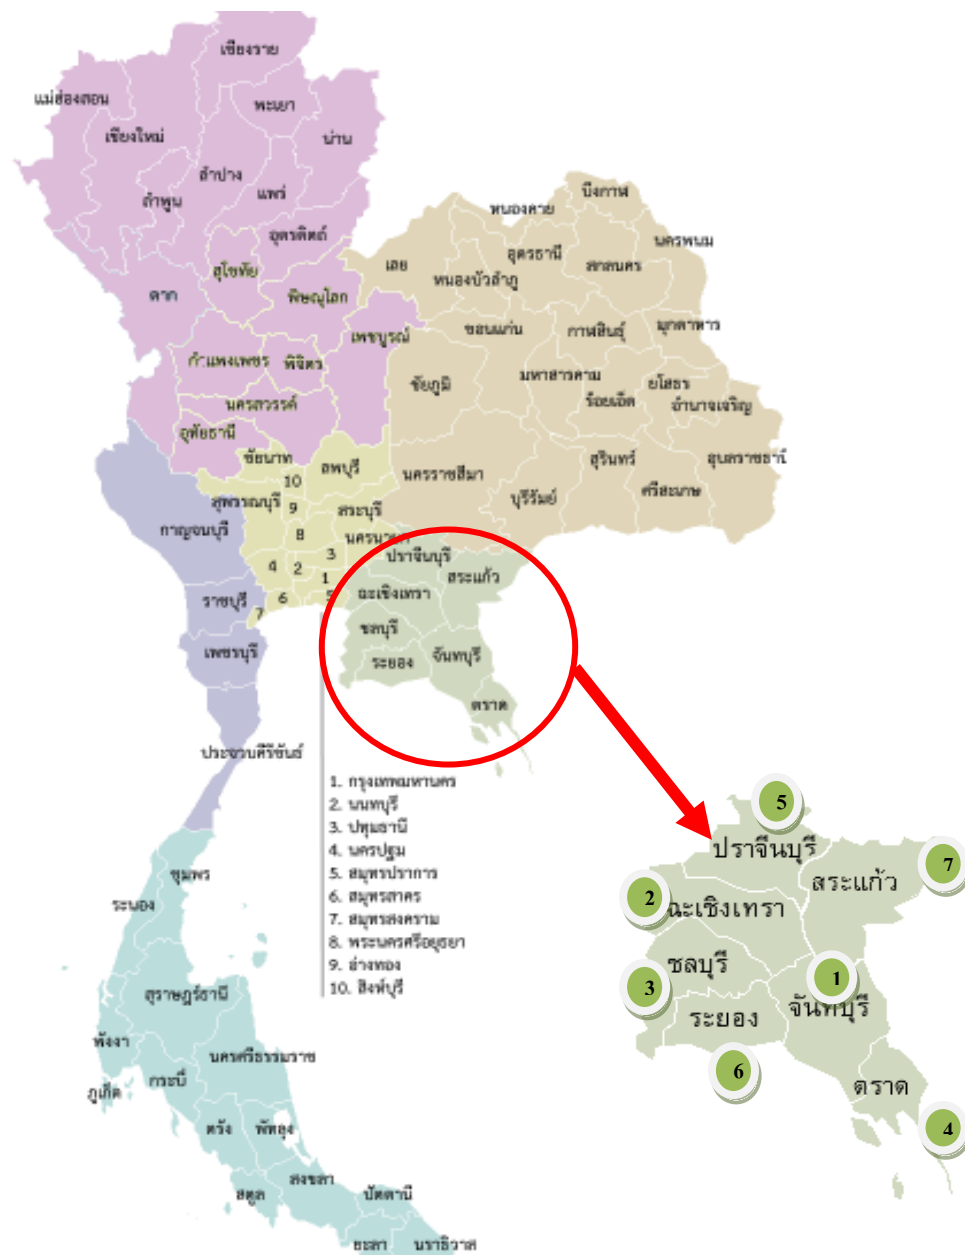 เชียงราย
แม่ฮ่องสอน
พะเยา
เชียงใหม่
น่าน
ลำปาง
แพร่
ลำพูน
อุตรดิตถ์
สุโขทัย
ตาก
พิษณุโลก
เพชรบูรณ์
กำแพงเพชร
พิจิตร
นครสวรรค์
อุทัยธานี
บึงกาฬ
หนองคาย
นครพนม
อุดรธานี
สกลนคร
เลย
หนองบัวลำภู
ขอนแก่น
กาฬสินธุ์
มุกดาหาร
ชัยภูมิ
มหาสารคาม
ยโสธร
ร้อยเอ็ด
อำนาจเจริญ
นครราชสีมา
บุรีรัมย์
สุรินทร์
ศรีสะเกษ
อุบลราชธานี
ชัยนาท
ลพบุรี
10
สุพรรณบุรี
9
สระบุรี
8
นครนายก
3
4
2
1
6
5
7
กาญจนบุรี
ราชบุรี
เพชรบุรี
ประจวบคีรีขันธ์
ปราจีนบุรี
สระแก้ว
ฉะเชิงเทรา
ชลบุรี
ระยอง
จันทบุรี
ตราด
1. กรุงเทพมหานคร
2. นนทบุรี
3. ปทุมธานี
4. นครปฐม
5. สมุทรปราการ
6. สมุทรสาคร
7. สมุทรสงคราม
8. พระนครศรีอยุธยา
9. อ่างทอง
10. สิงห์บุรี
ชุมพร
ระนอง
สุราษฎร์ธานี
พังงา
นครศรีธรรมราช
กระบี่
ภูเก็ต
ตรัง
พัทลุง
สตูล
สงขลา
ปัตตานี
ยะลา
นราธิวาส
5
ปราจีนบุรี
7
สระแก้ว
2
ฉะเชิงเทรา
ชลบุรี
3
1
ระยอง
จันทบุรี
6
ตราด
4